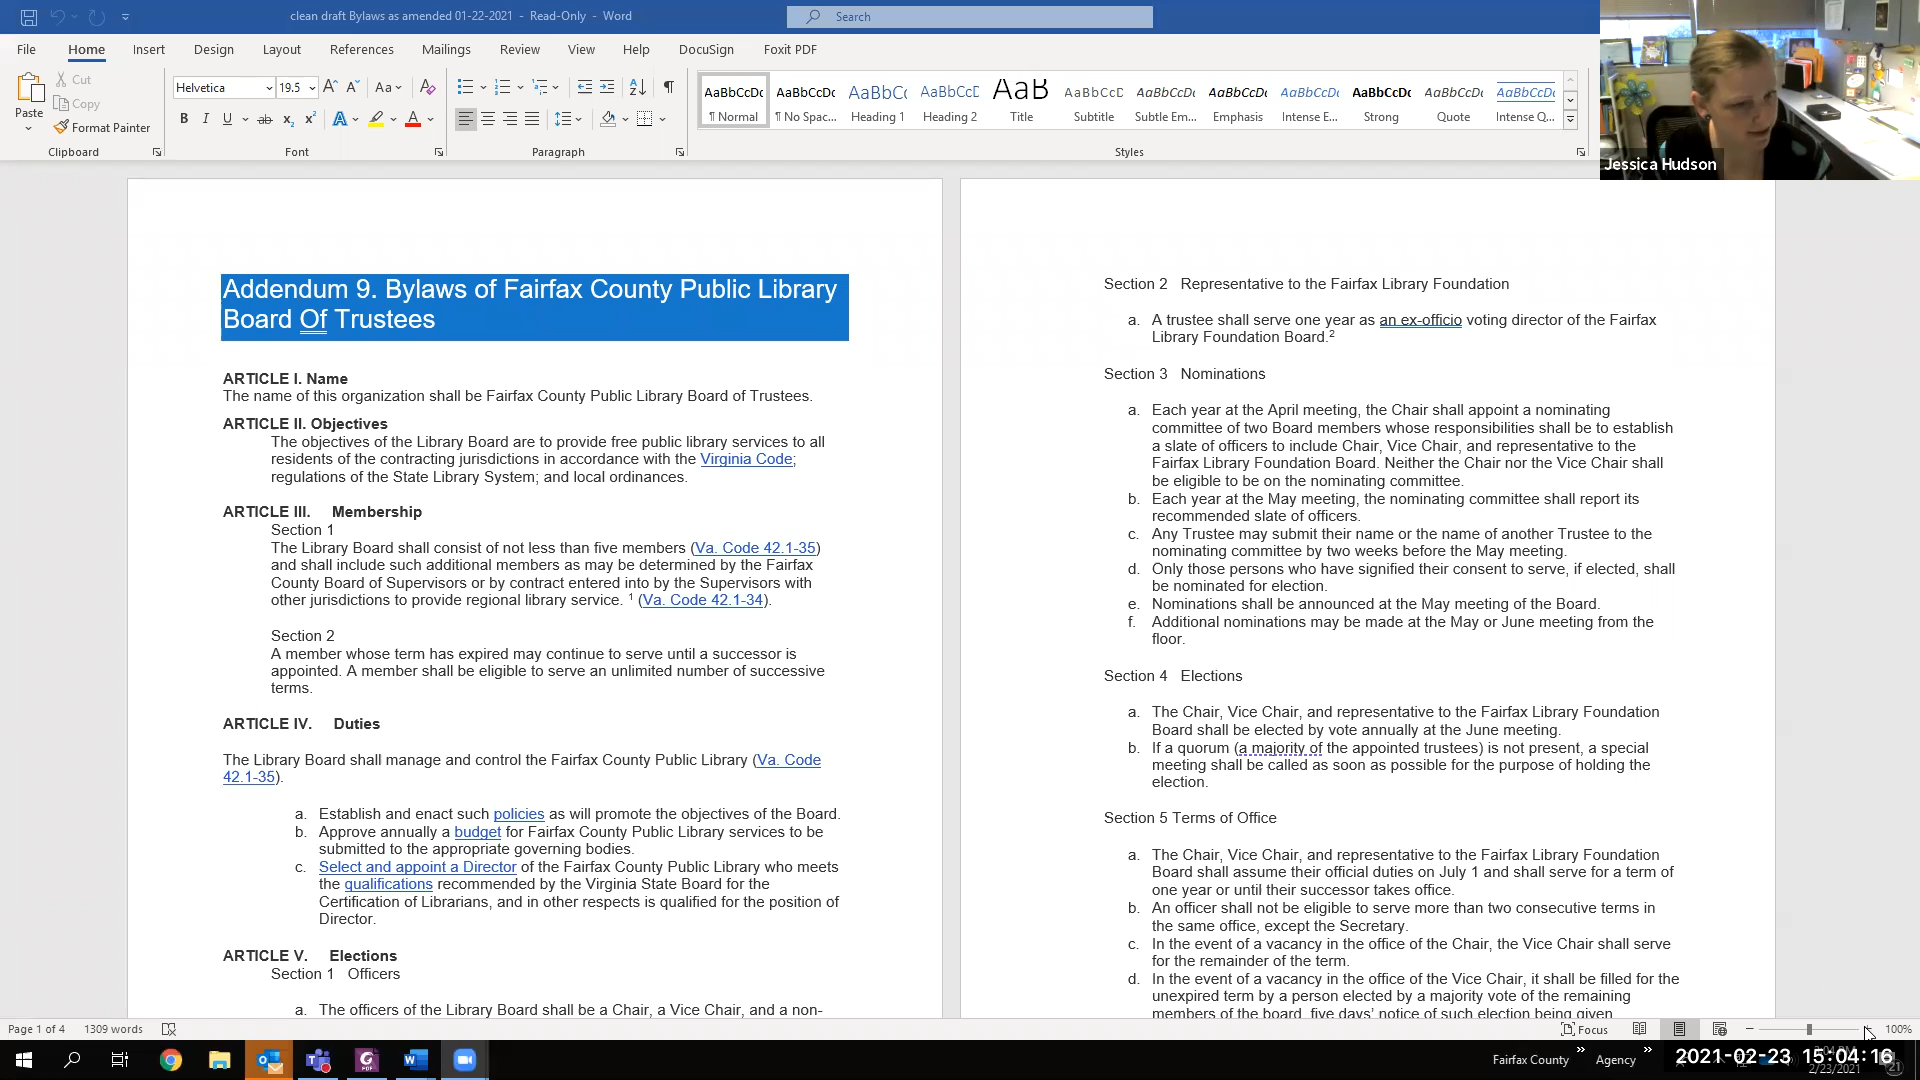 clean draft Bylaws as amended 01-22-2021 - Read-Only - Word
Search
File Home Insert Design Layout References Mailings Review View Help DocuSign Foxit PDF
Paste
Cut
Copy
Format Painter
Clipboard
Helvetica 19.5
Font
Paragraph
AaBbCcDc AaBbCcDc AaBbCc AaBbCcD AaB AaBbCcD AaBbCcDc AaBbCcDc AaBbCcDc AaBbCcDc AaBbCcDc AaBbCcDc
¶ Normal ¶ No Spac... Heading 1 Heading 2 Title Subtitle Subtle Em... Emphasis Intense E... Strong Quote Intense Q...
Styles
Jessica Hudson
Addendum 9. Bylaws of Fairfax County Public Library
Board Of Trustees
ARTICLE I. Name
The name of this organization shall be Fairfax County Public Library Board of Trustees.
ARTICLE II. Objectives
The objectives of the Library Board are to provide free public library services to all
residents of the contracting jurisdictions in accordance with the Virginia Code;
regulations of the State Library System; and local ordinances.
ARTICLE III. Membership
Section 1
The Library Board shall consist of not less than five members (Va. Code 42.1-35)
and shall include such additional members as may be determined by the Fairfax
County Board of Supervisors or by contract entered into by the Supervisors with
other jurisdictions to provide regional library service. 1 (Va. Code 42.1-34).
Section 2
A member whose term has expired may continue to serve until a successor is
appointed. A member shall be eligible to serve an unlimited number of successive
terms.
ARTICLE IV. Duties
The Library Board shall manage and control the Fairfax County Public Library (Va. Code
42.1-35).
a. Establish and enact such policies as will promote the objectives of the Board.
b. Approve annually a budget for Fairfax County Public Library services to be
submitted to the appropriate governing bodies.
c. Select and appoint a Director of the Fairfax County Public Library who meets
the qualifications recommended by the Virginia State Board for the
Certification of Librarians, and in other respects is qualified for the position of
Director.
ARTICLE V. Elections
Section 1 Officers
a. The officers of the Library Board shall be a Chair, a Vice Chair, and a non-
Section 2 Representative to the Fairfax Library Foundation
a. A trustee shall serve one year as an ex-officio voting director of the Fairfax
Library Foundation Board.2
Section 3 Nominations
a. Each year at the April meeting, the Chair shall appoint a nominating
committee of two Board members whose responsibilities shall be to establish
a slate of officers to include Chair, Vice Chair, and representative to the
Fairfax Library Foundation Board. Neither the Chair nor the Vice Chair shall
be eligible to be on the nominating committee.
b. Each year at the May meeting, the nominating committee shall report its
recommended slate of officers.
c. Any Trustee may submit their name or the name of another Trustee to the
nominating committee by two weeks before the May meeting.
d. Only those persons who have signified their consent to serve, if elected, shall
be nominated for election.
e. Nominations shall be announced at the May meeting of the Board.
f. Additional nominations may be made at the May or June meeting from the
floor.
Section 4 Elections
a. The Chair, Vice Chair, and representative to the Fairfax Library Foundation
Board shall be elected by vote annually at the June meeting.
b. If a quorum (a majority of the appointed trustees) is not present, a special
meeting shall be called as soon as possible for the purpose of holding the
election.
Section 5 Terms of Office
a. The Chair, Vice Chair, and representative to the Fairfax Library Foundation
Board shall assume their official duties on July 1 and shall serve for a term of
one year or until their successor takes office.
b. An officer shall not be eligible to serve more than two consecutive terms in
the same office, except the Secretary.
c. In the event of a vacancy in the office of the Chair, the Vice Chair shall serve
for the remainder of the term.
d. In the event of a vacancy in the office of the Vice Chair, it shall be filled for the
unexpired term by a person elected by a majority vote of the remaining
members of the board, five days' notice of such election being given
Page 1 of 4 1309 words
Focus
100%
Fairfax County Agency
2021-02-23 15:04:16
2/23/2021
21